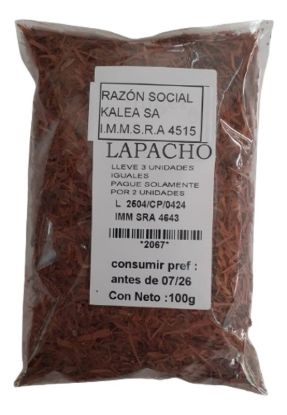 RAZÓN SOCIAL
KALEA SA
I.M.M.S.R.A 4515
LAPACHO
LLEVE 3 UNIDADES
IGUALES
PAGUE SOLAMENTE
POR 2 UNIDADES
L 2504/CP/0424
IMM SRA 4643
*2067*
consumir pref :
antes de 07/26
Con Neto :100g